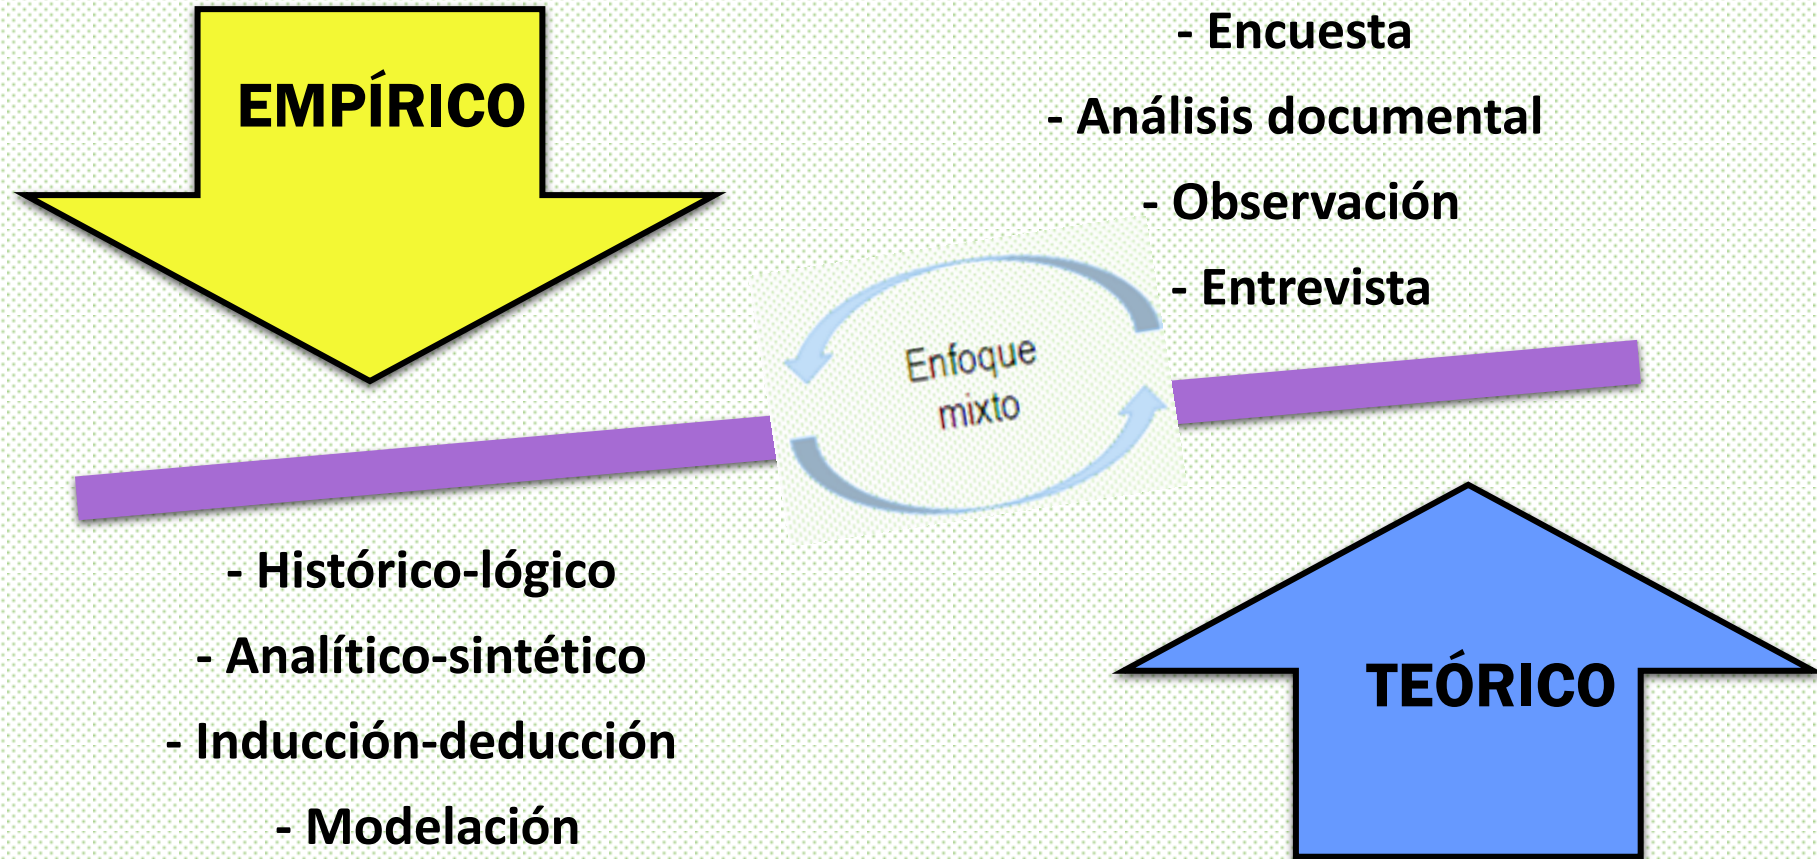 EMPÍRICO
- Encuesta
- Análisis documental
- Observación
- Entrevista
Enfoque
mixto
- Histórico-lógico
- Analítico-sintético
- Inducción-deducción
- Modelación
TEÓRICO